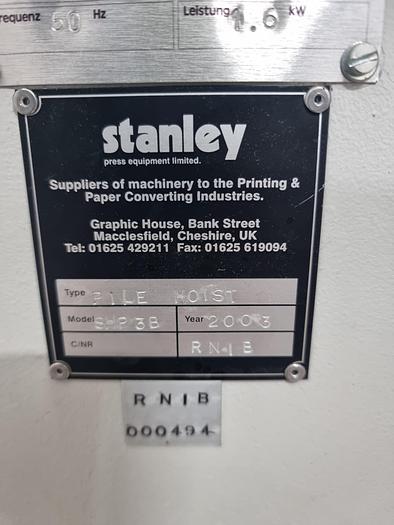 requenz 50 Hz
Leistung 1.6 kW
stanley
press equipment limited.
Suppliers of machinery to the Printing &
Paper Converting Industries.
Graphic House, Bank Street
Macclesfield, Cheshire, UK
Tel: 01625 429211 Fax: 01625 619094
Type PILE HOIST
Model SHP3B Year 2003
C/NR RNIB
RNIB
000494